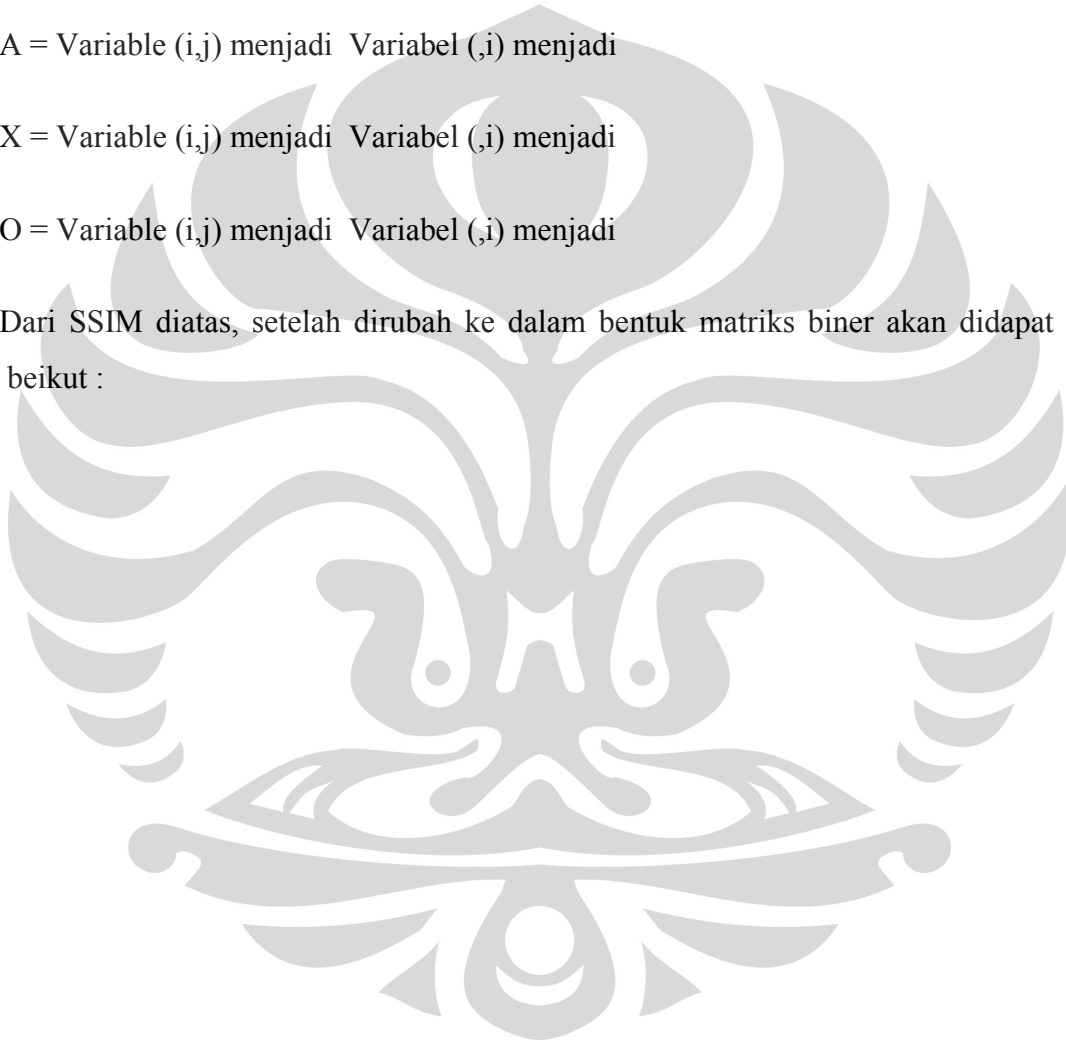 A = Variable (i,j) menjadi Variabel (,i) menjadi
X = Variable (i,j) menjadi Variabel (,i) menjadi
O = Variable (i,j) menjadi Variabel (,i) menjadi
Dari SSIM diatas, setelah dirubah ke dalam bentuk matriks biner akan didapat
beikut :